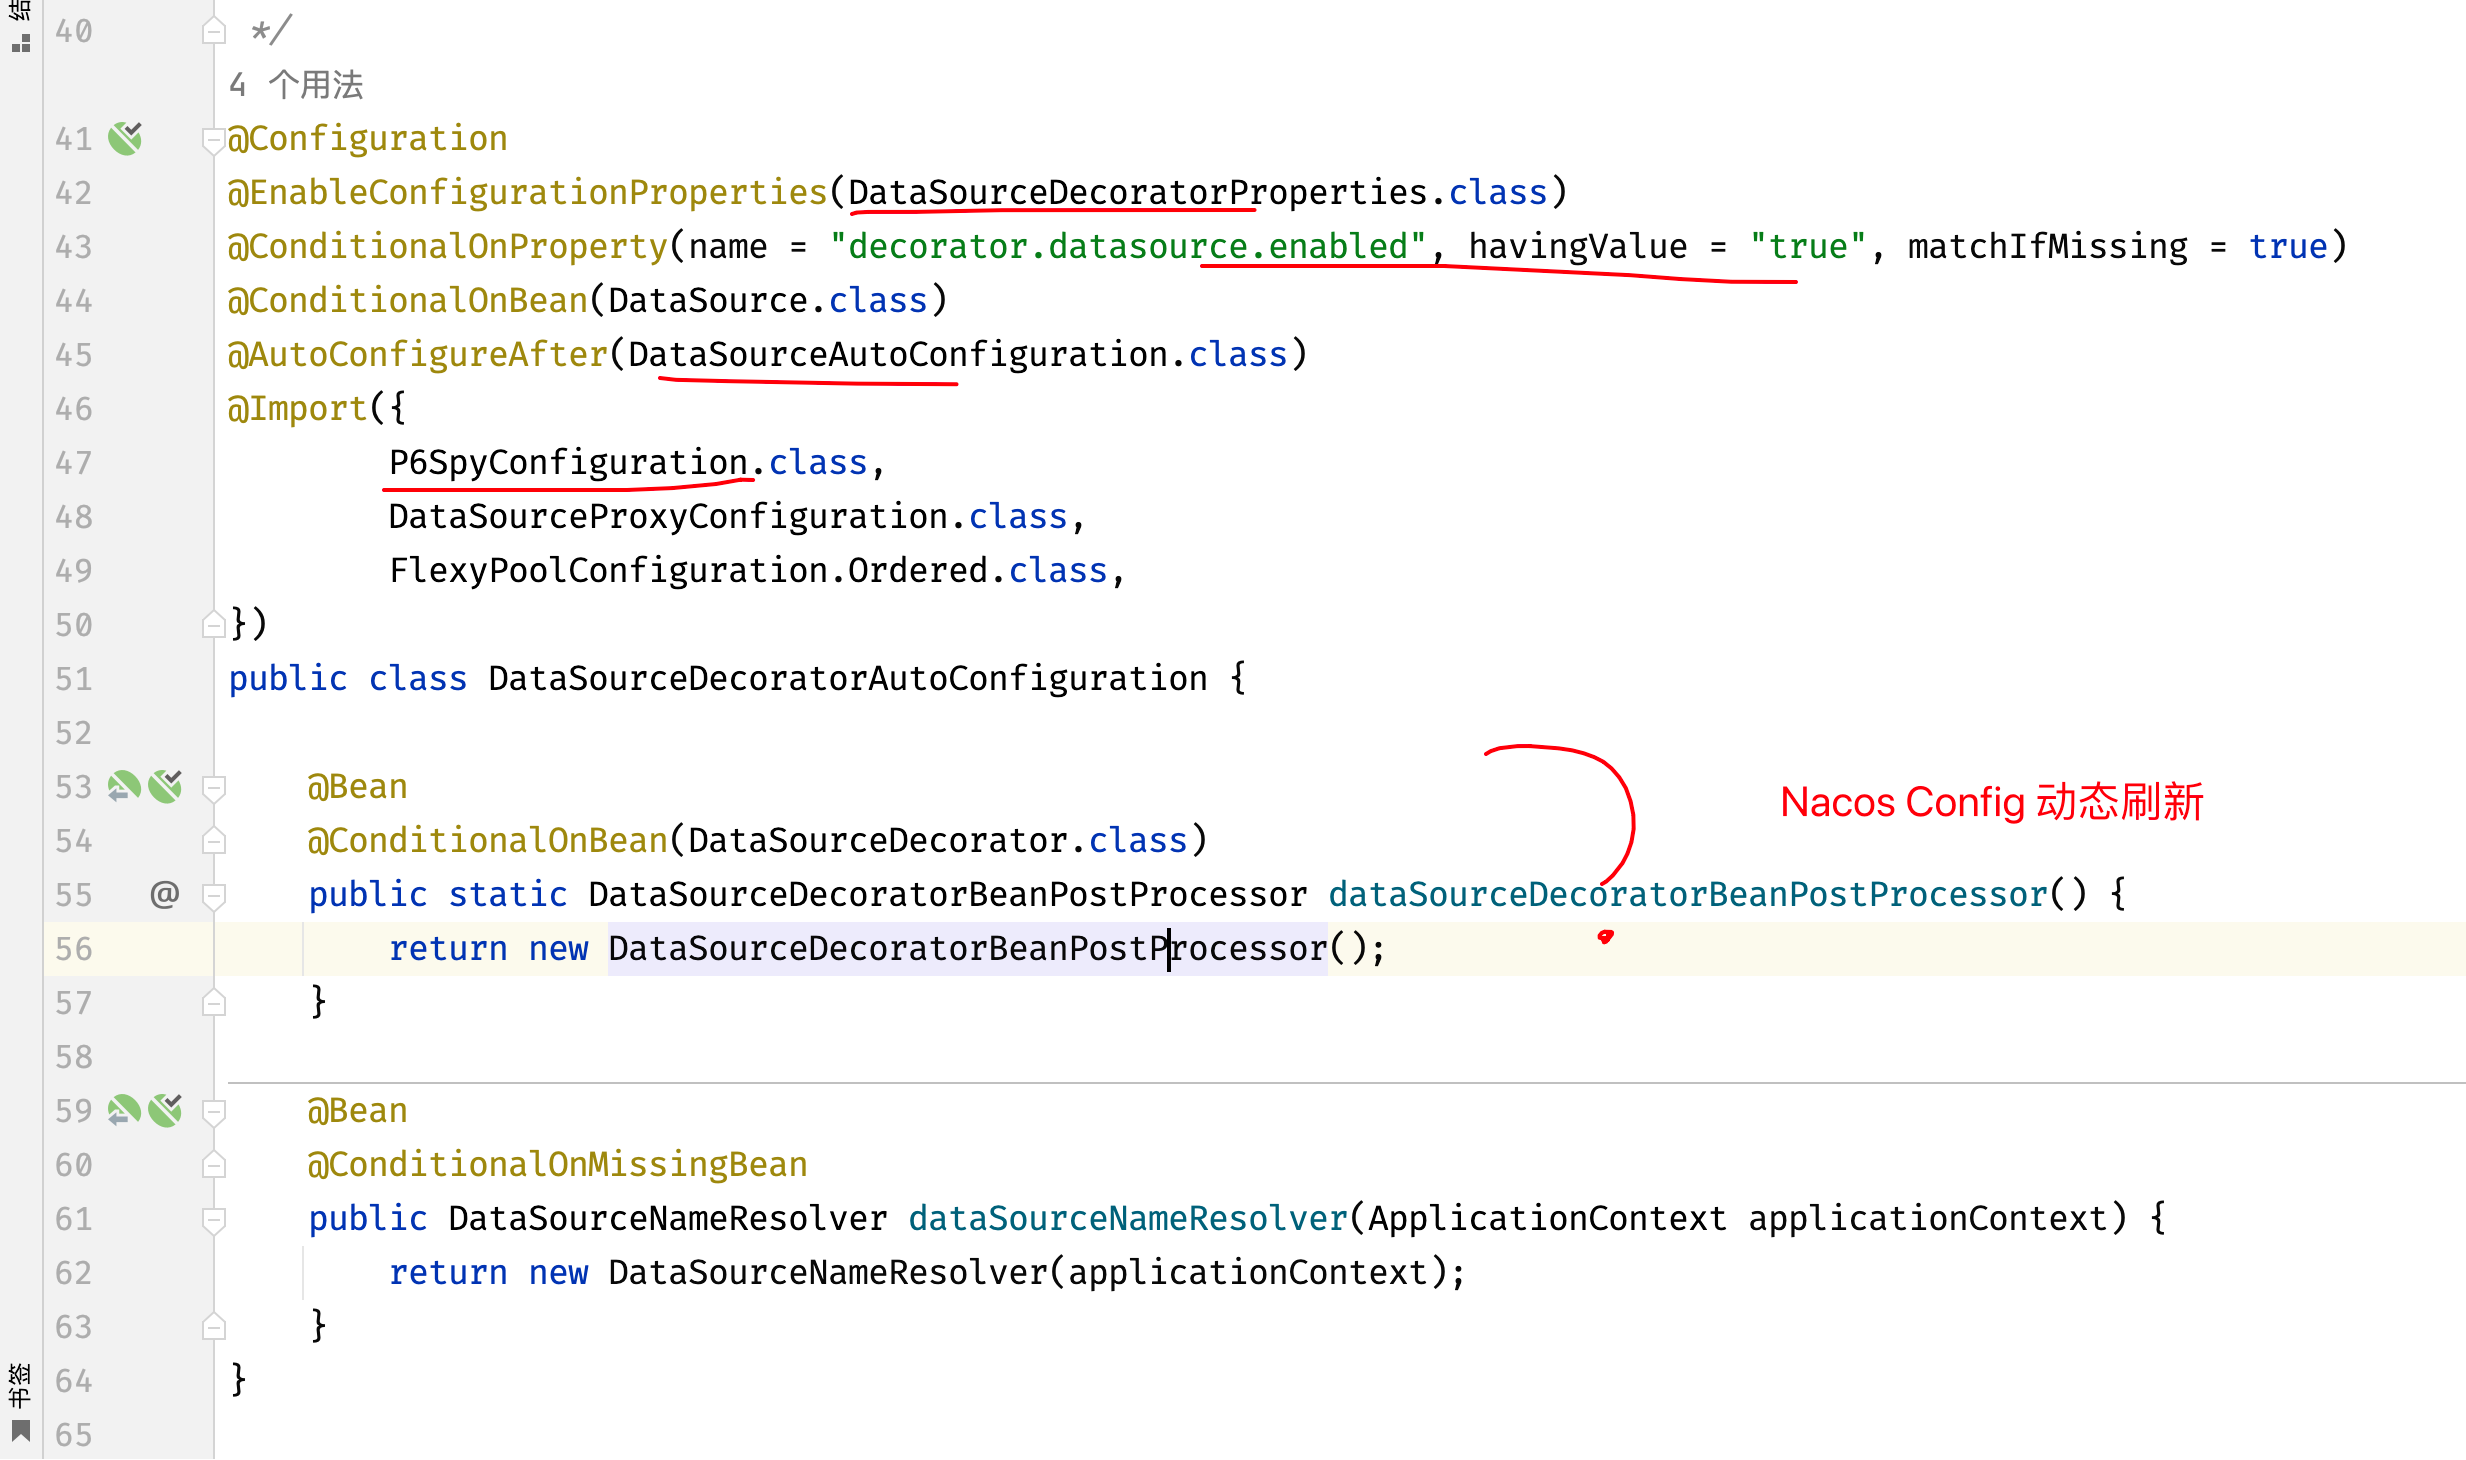 结
40 */
4 个用法
41 @Configuration
42 @EnableConfigurationProperties(DataSourceDecoratorProperties.class)
43 @ConditionalOnProperty(name = "decorator.datasource.enabled", havingValue = "true", matchIfMissing = true)
44 @ConditionalOnBean(DataSource.class)
45 @AutoConfigureAfter(DataSourceAutoConfiguration.class)
46 @Import({
47 P6SpyConfiguration.class,
48 DataSourceProxyConfiguration.class,
49 FlexyPoolConfiguration.Ordered.class,
50 })
51 public class DataSourceDecoratorAutoConfiguration {
52
53 @Bean
Nacos Config 动态刷新
54 @ConditionalOnBean(DataSourceDecorator.class)
55 @ public static DataSourceDecoratorBeanPostProcessor dataSourceDecoratorBeanPostProcessor() {
56 return new DataSourceDecoratorBeanPostProcessor();
57 }
58
59 @Bean
60 @ConditionalOnMissingBean
61 public DataSourceNameResolver dataSourceNameResolver(ApplicationContext applicationContext) {
62 return new DataSourceNameResolver(applicationContext);
63 }
64 }
65
书签